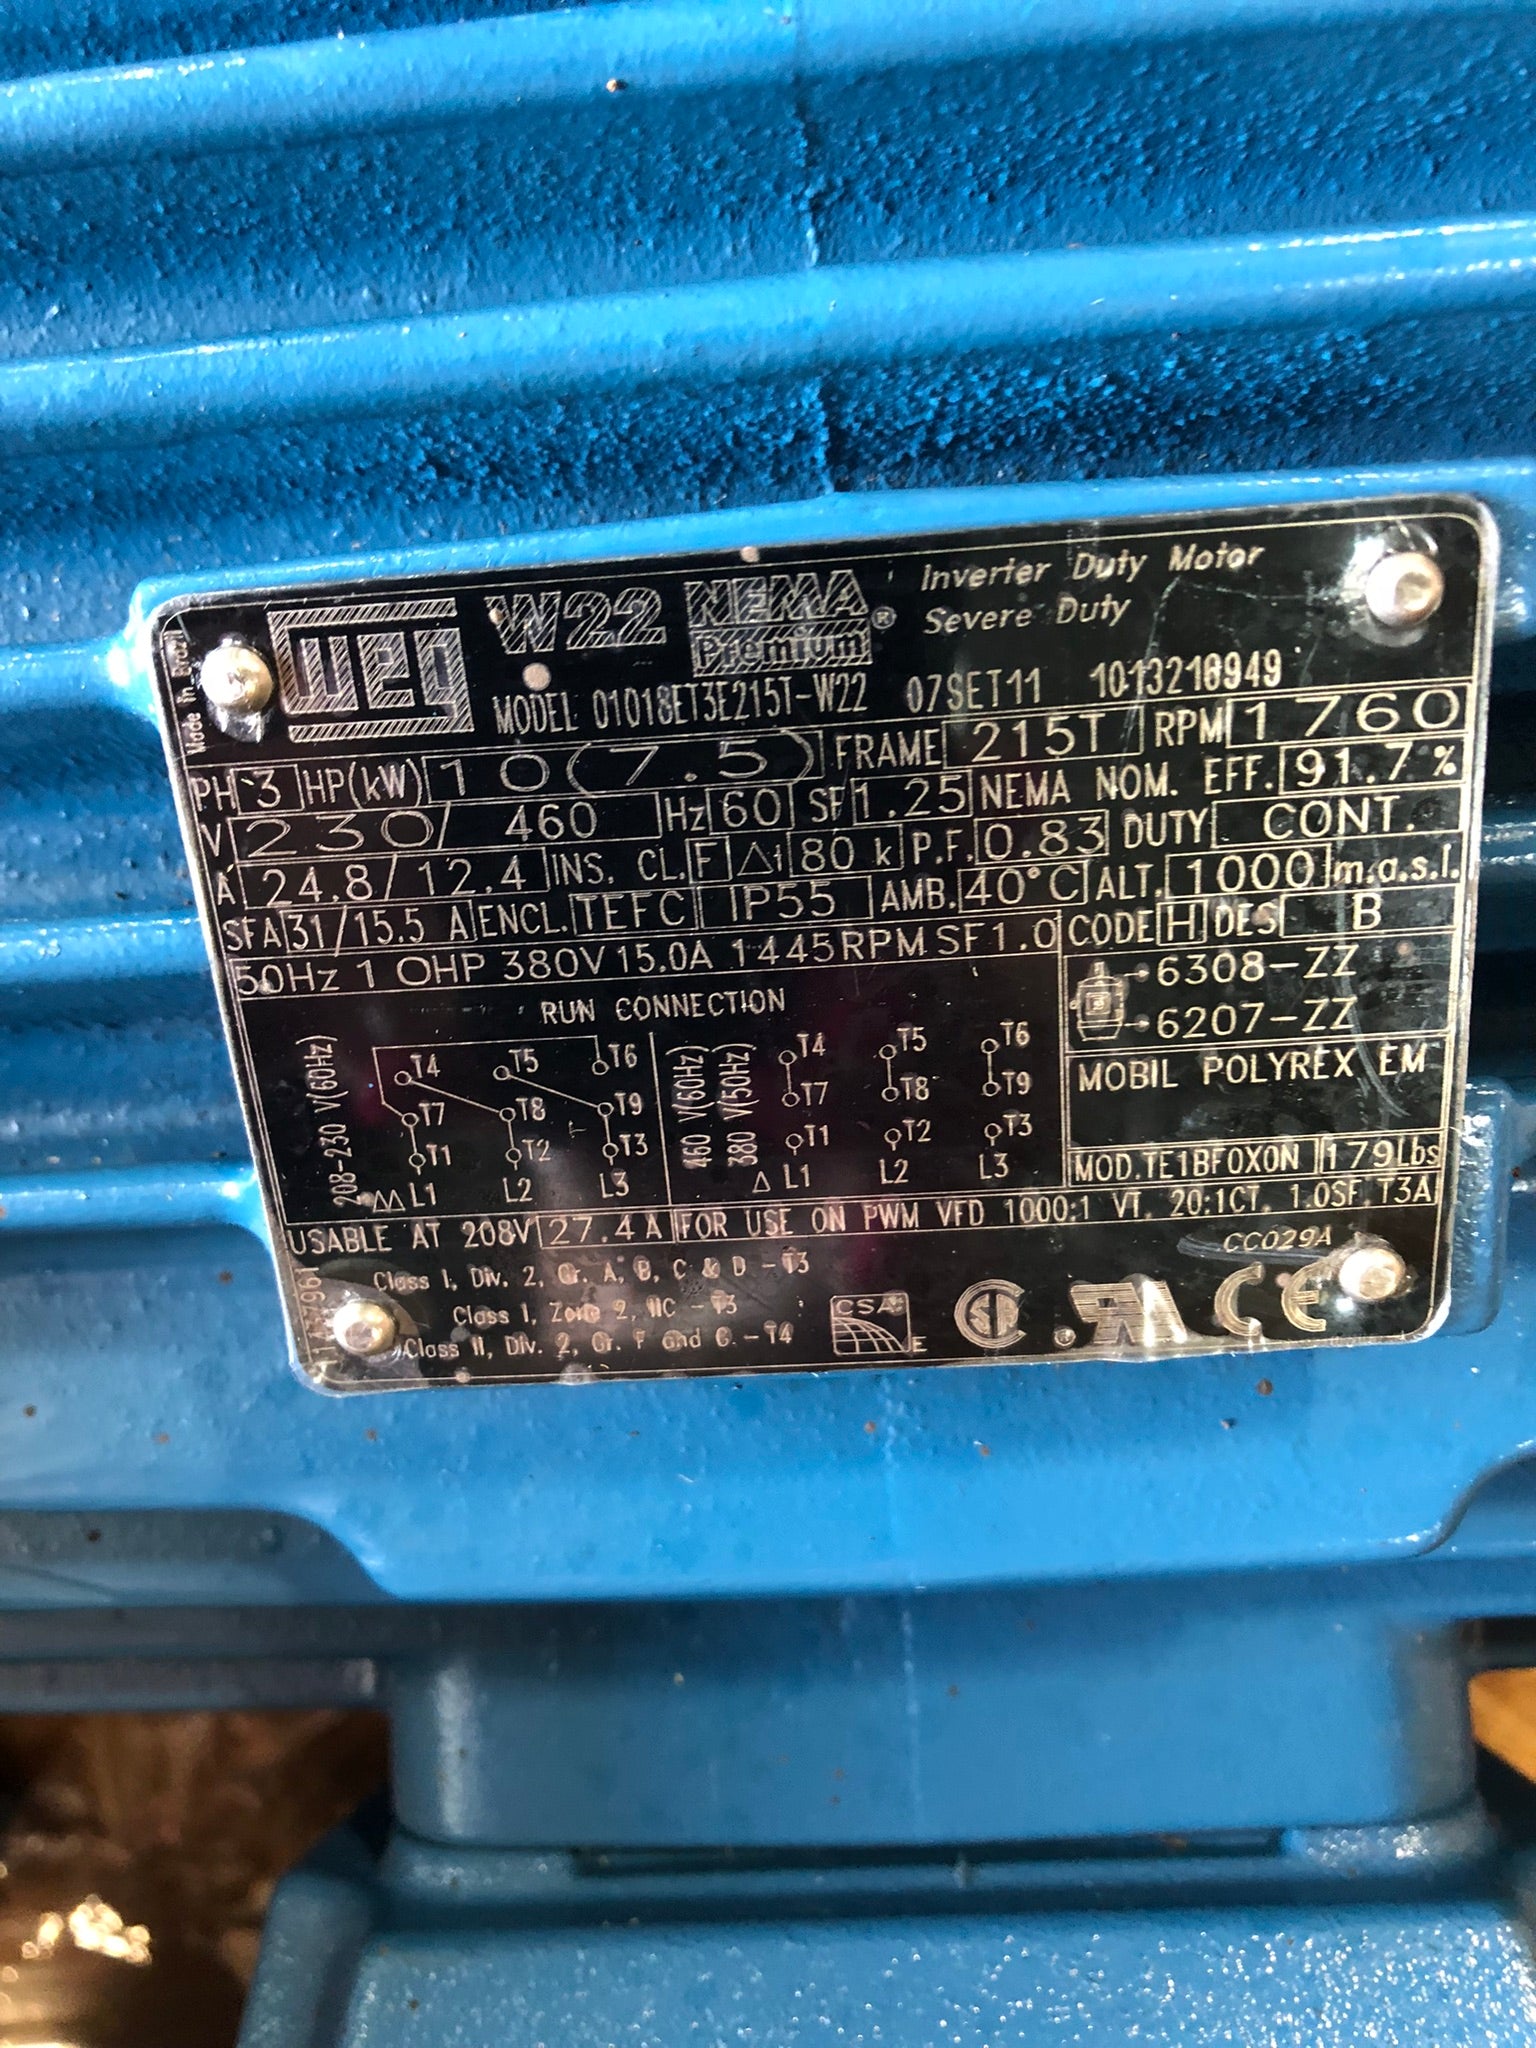 Made in Brazil
WEG W22 NEMA Premium® Inverter Duty Motor
Severe Duty
MODEL 01018ET3E215T-W22 07SET11 1013218949
PH 3 HP(kW) 10(7.5) FRAME 215T RPM 1760
V 230/ 460 Hz 60 SF 1.25 NEMA NOM. EFF. 91.7%
A 24.8/12.4 INS. CL. F Δt 80 k P.F. 0.83 DUTY CONT.
SFA 31/15.5 A ENCL. TEFC IP55 AMB. 40°C ALT. 1000 m.a.s.l.
50Hz 10HP 380V 15.0A 1445RPM SF1.0 CODE H DES B
6308-ZZ
6207-ZZ
MOBIL POLYREX EM
MOD.TE1BF0X0N 179Lbs
RUN CONNECTION
208-230 V(60Hz)
T4 T5 T6
T7 T8 T9
T1 T2 T3
ΔΔ L1 L2 L3
460 V(60Hz)
380 V(50Hz)
T4 T5 T6
T7 T8 T9
T1 T2 T3
Δ L1 L2 L3
USABLE AT 208V 27.4 A FOR USE ON PWM VFD 1000:1 VT, 20:1CT, 1.0SF, T3A
CC029A
Class I, Div. 2, Gr. A, B, C & D - T3
Class I, Zone 2, IIC - T3
Class II, Div. 2, Gr. F and G - T4
CSA E
CE